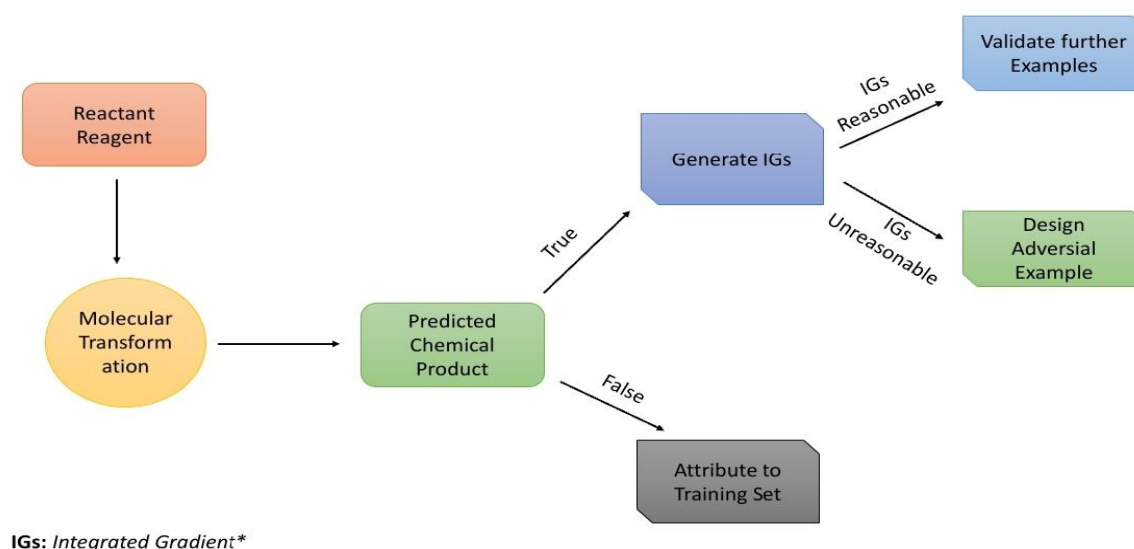 Reactant
Reagent
Molecular
Transform
ation
Predicted
Chemical
Product
True
False
Generate IGs
Attribute to
Training Set
IGs
Reasonable
IGs
Unreasonable
Validate further
Examples
Design
Adversial
Example
IGs: Integrated Gradient*